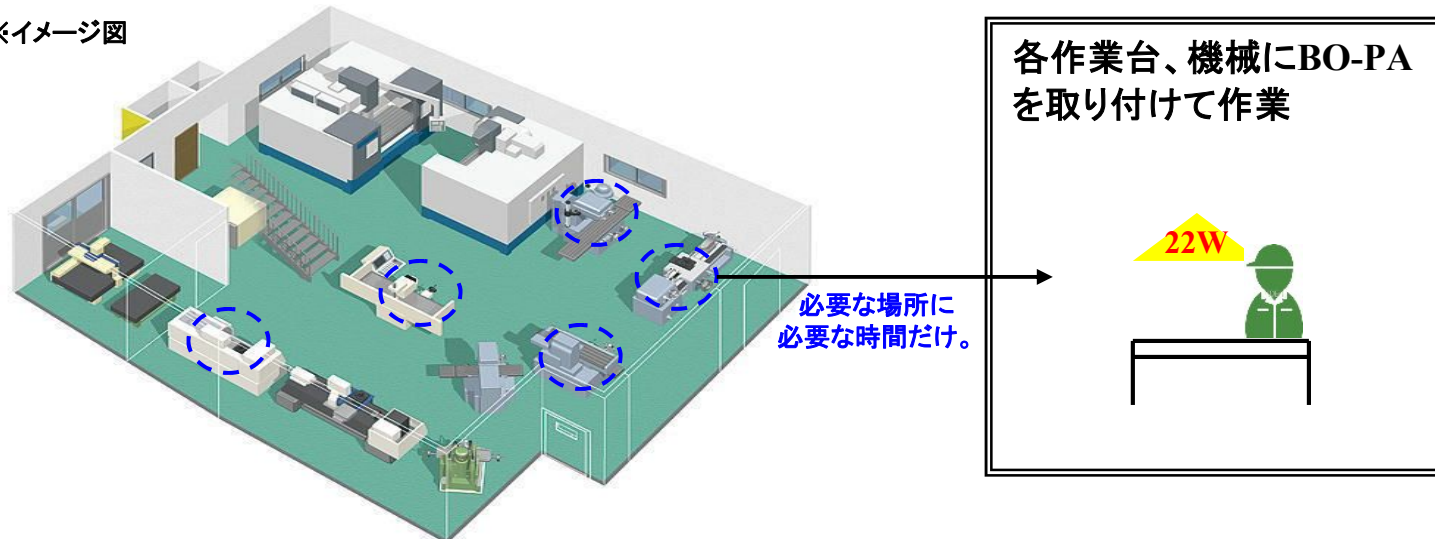 ※イメージ図
各作業台、機械にBO-PA
を取り付けて作業
22W
必要な場所に
必要な時間だけ。